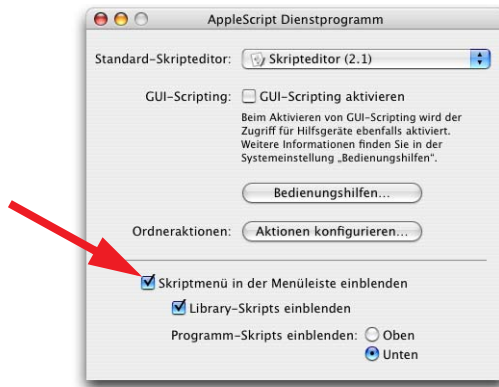 AppleScript Dienstprogramm
Standard-Skripteditor: Skripteditor (2.1)
GUI-Scripting: GUI-Scripting aktivieren
Beim Aktivieren von GUI-Scripting wird der
Zugriff für Hilfsgeräte ebenfalls aktiviert.
Weitere Informationen finden Sie in der
Systemeinstellung „Bedienungshilfen“.
Bedienungshilfen...
Ordneraktionen: Aktionen konfigurieren...
Skriptmenü in der Menüleiste einblenden
Library-Skripts einblenden
Programm-Skripts einblenden: Oben
Unten